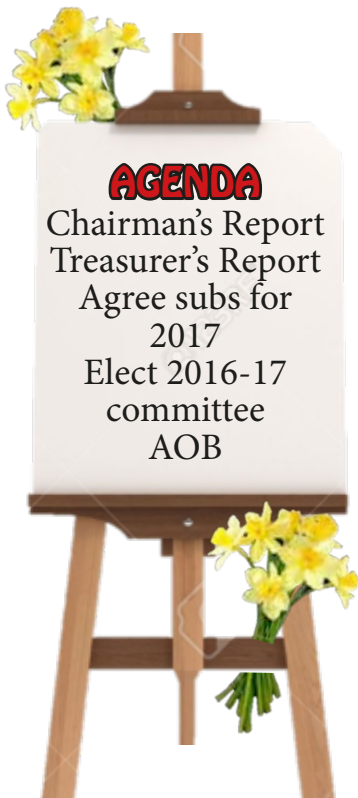 AGENDA
Chairman’s Report
Treasurer’s Report
Agree subs for
2017
Elect 2016-17
committee
AOB